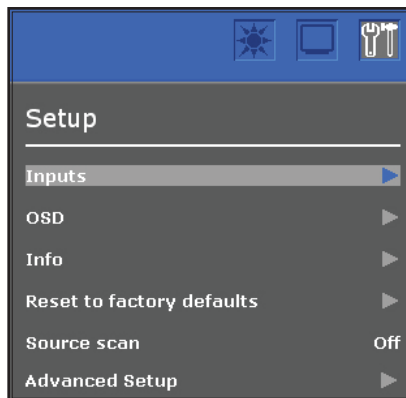 Setup
Inputs
OSD
Info
Reset to factory defaults
Source scan Off
Advanced Setup